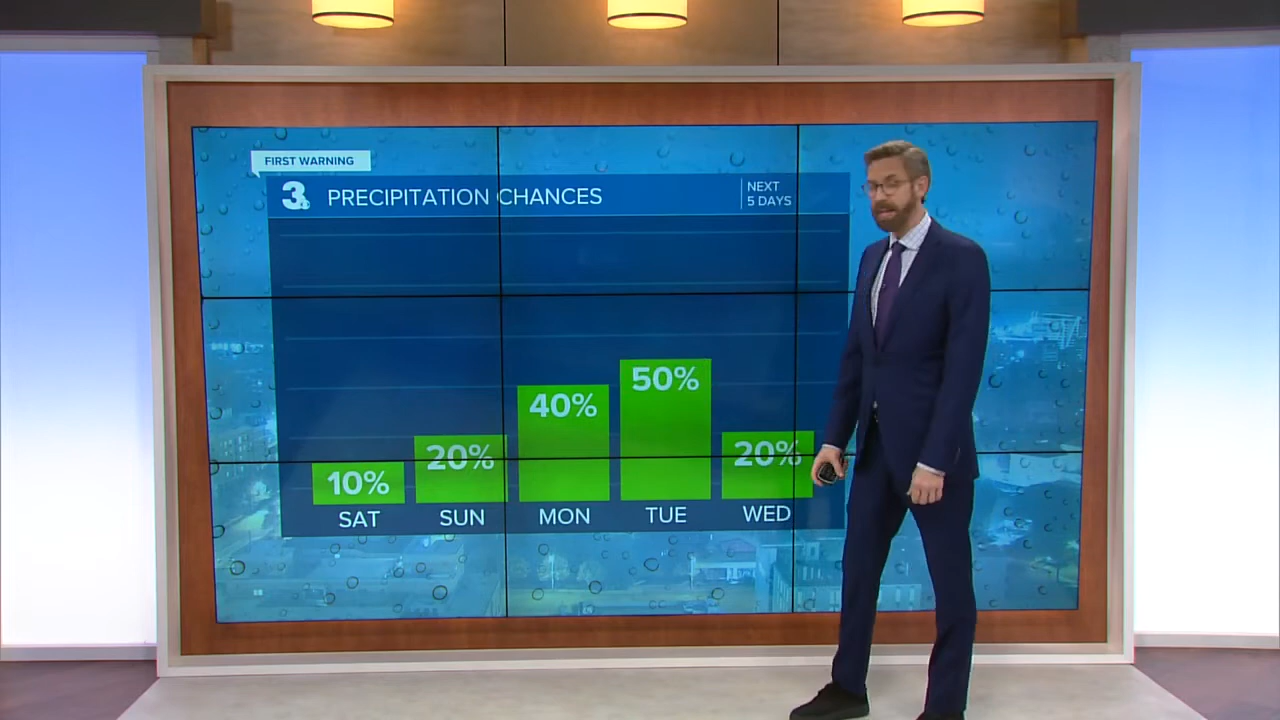 FIRST WARNING
3
PRECIPITATION CHANCES
NEXT
5 DAYS
10%
20%
40%
50%
20%
SAT
SUN
MON
TUE
WED